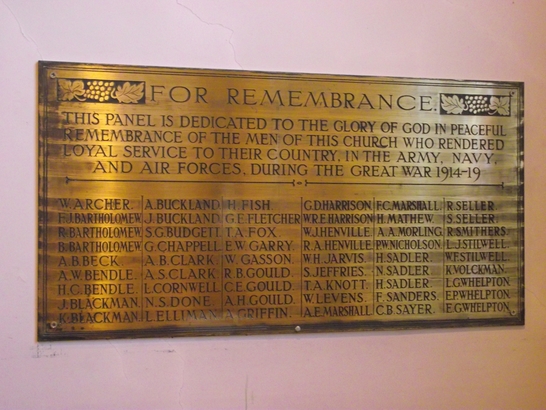 FOR REMEMBRANCE.
THIS PANEL IS DEDICATED TO THE GLORY OF GOD IN PEACEFUL
REMEMBRANCE OF THE MEN OF THIS CHURCH WHO RENDERED
LOYAL SERVICE TO THEIR COUNTRY, IN THE ARMY, NAVY,
AND AIR FORCES, DURING THE GREAT WAR 1914-19
W. ARCHER.
F.J. BARTHOLOMEW
R. BARTHOLOMEW
B. BARTHOLOMEW
A.B. BECK.
A.W. BENDLE.
H.C. BENDLE.
J. BLACKMAN.
K. BLACKMAN.
A. BUCKLAND
J. BUCKLAND
S.G. BUDGETT
G. CHAPPELL
A.B. CLARK
A.S. CLARK
L. CORNWELL
N.S. DONE.
L. ELLIMAN
H. FISH.
G.E. FLETCHER
T.A. FOX
E.W. GARRY.
W. GASSON.
R.B. GOULD.
C.E. GOULD.
A.H. GOULD.
A. GRIFFIN.
G.D. HARRISON
W.R.E. HARRISON
W.J. HENVILLE
R.A. HENVILLE
W.H. JARVIS
S. JEFFRIES
T.A. KNOTT.
W. LEVENS.
A.E. MARSHALL
F.C. MARSHALL
H. MATHEW.
A.A. MORLING
P.W. NICHOLSON
H. SADLER.
N. SADLER
H. SADLER.
F. SANDERS.
C.B. SAYER.
R. SELLER.
S. SELLER.
R. SMITHERS
L.J. STILWELL
W.F. STILWELL
K. VOLCKMAN.
L.G. WHELPTON
E.P. WHELPTON
E.G. WHELPTON